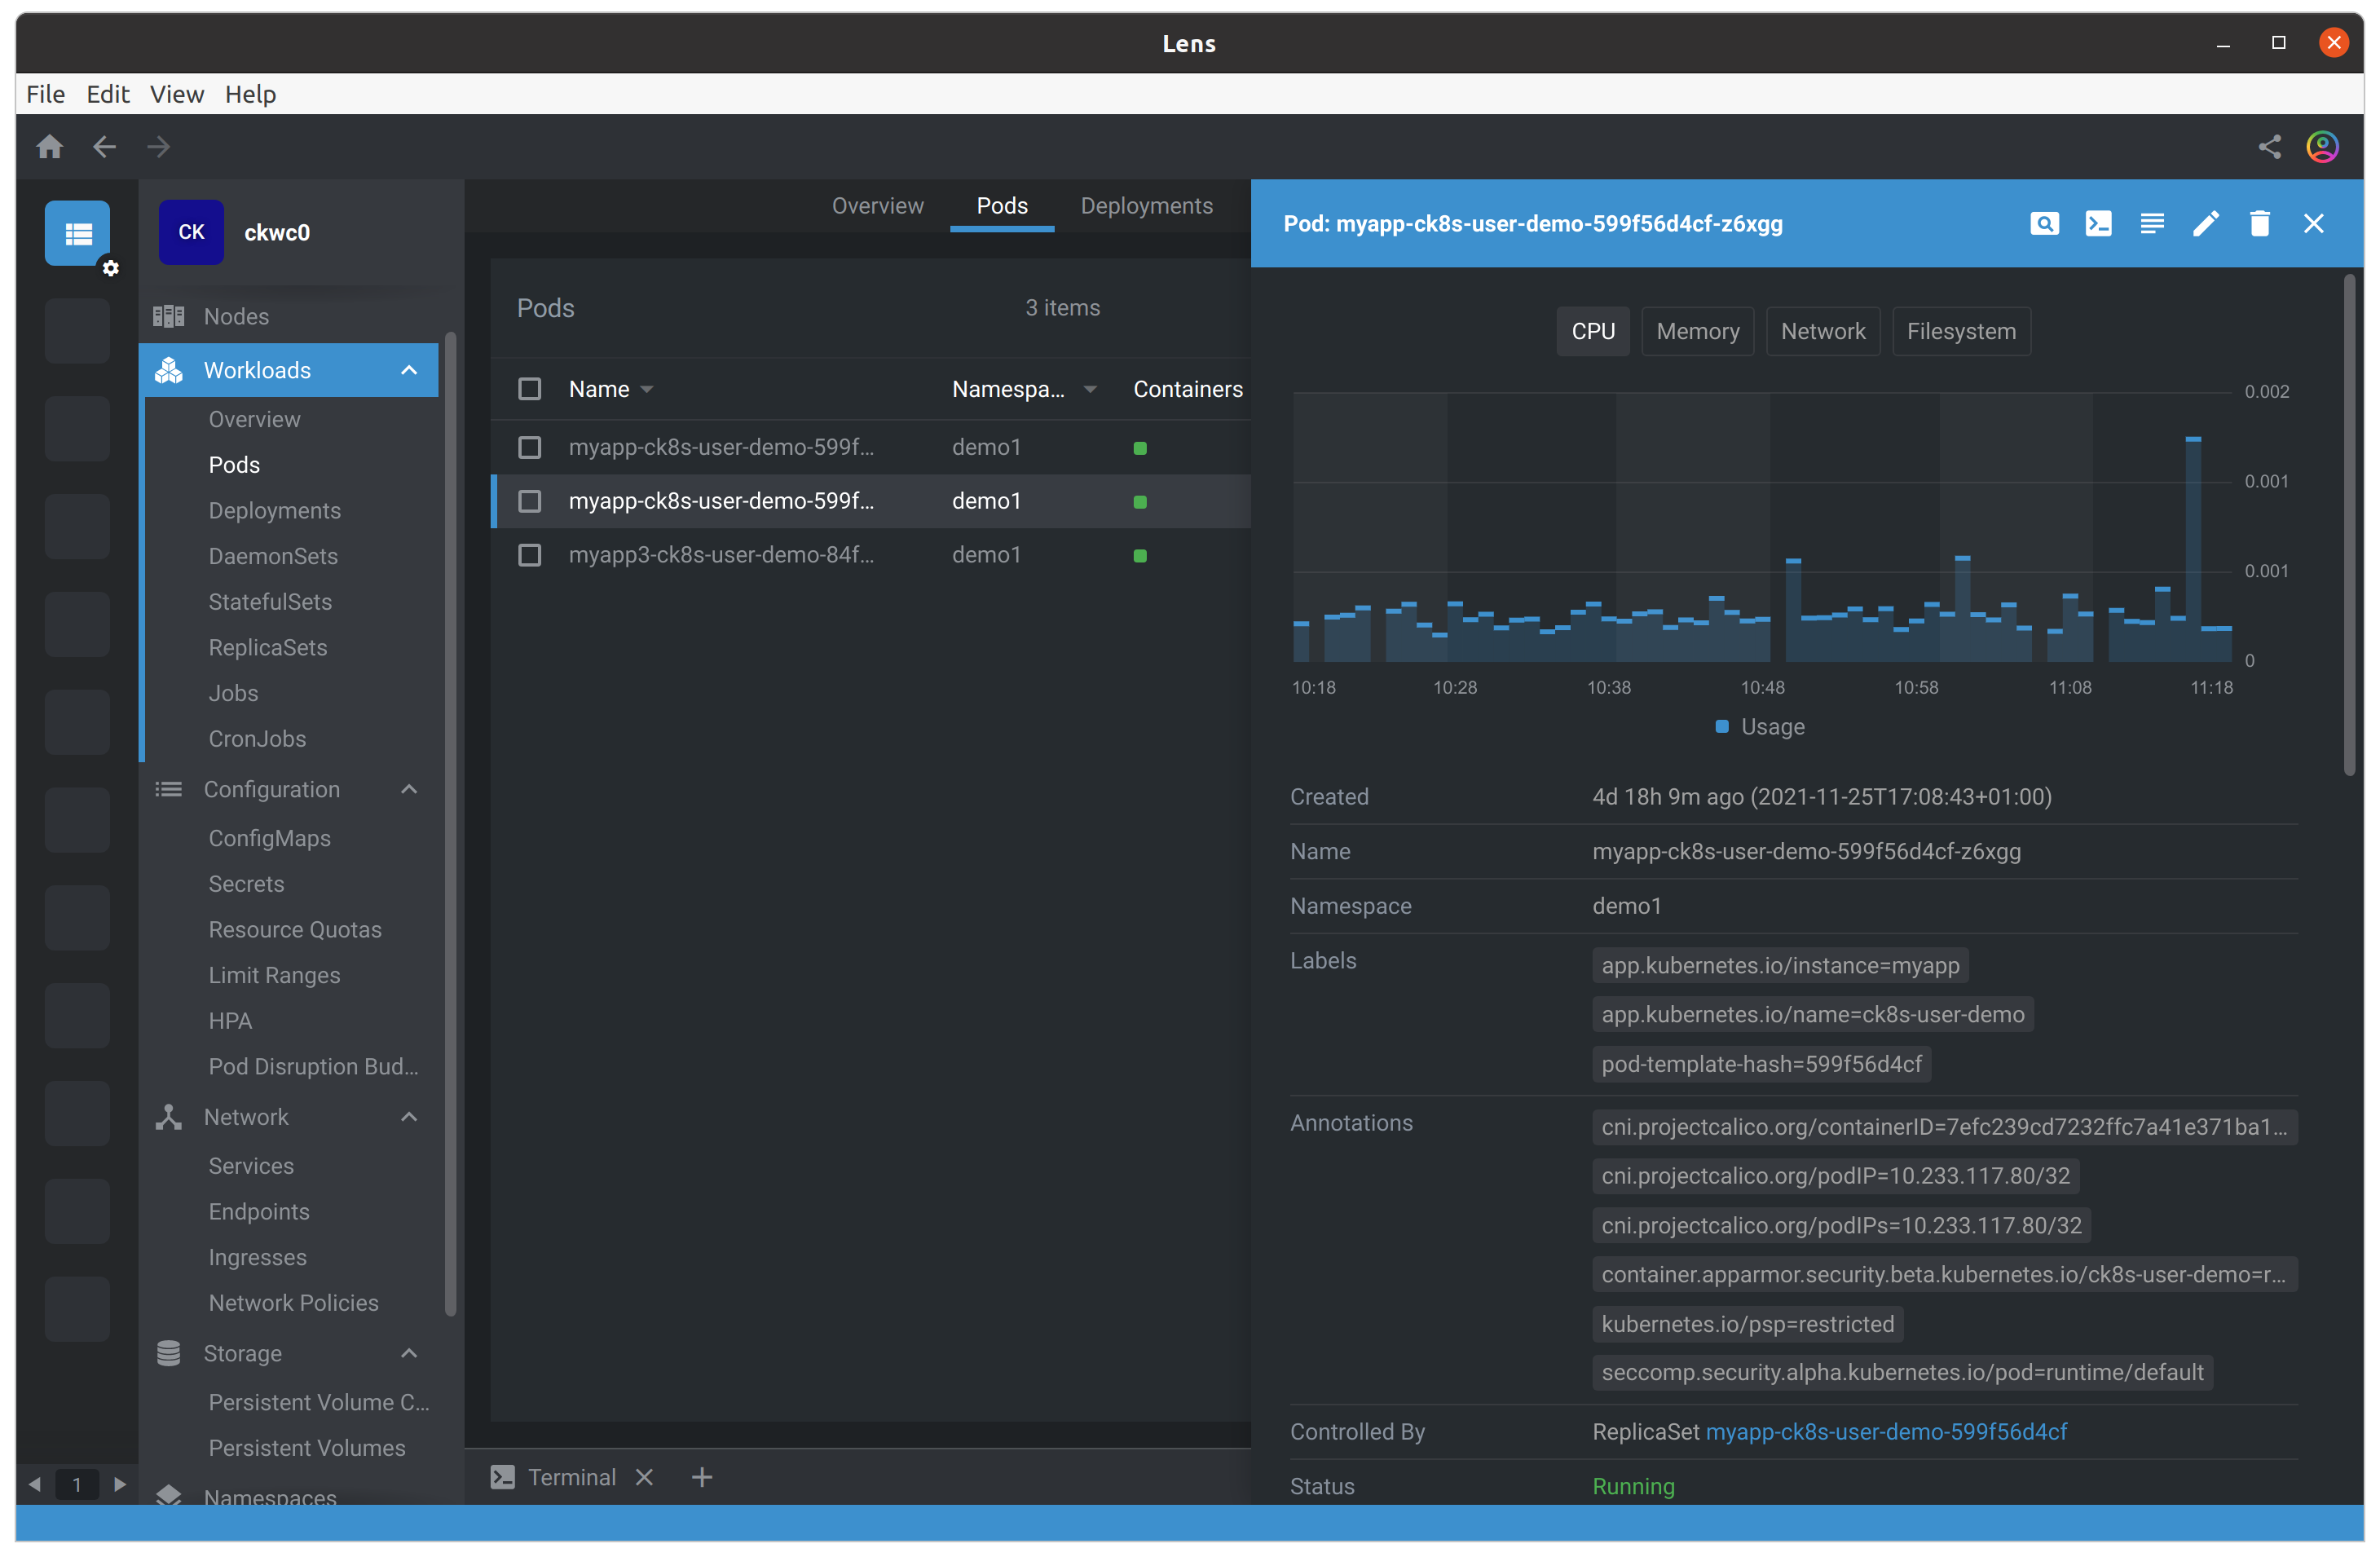 Lens
File Edit View Help
CK ckwc0
Nodes
Workloads
Overview
Pods
Deployments
DaemonSets
StatefulSets
ReplicaSets
Jobs
CronJobs
Configuration
ConfigMaps
Secrets
Resource Quotas
Limit Ranges
HPA
Pod Disruption Bud...
Network
Services
Endpoints
Ingresses
Network Policies
Storage
Persistent Volume C...
Persistent Volumes
Namespaces
1
Overview Pods Deployments
Pods 3 items
Name Namespa... Containers
myapp-ck8s-user-demo-599f... demo1
myapp-ck8s-user-demo-599f... demo1
myapp3-ck8s-user-demo-84f... demo1
Terminal
Pod: myapp-ck8s-user-demo-599f56d4cf-z6xgg
CPU Memory Network Filesystem
0.002
0.001
0.001
0
10:18 10:28 10:38 10:48 10:58 11:08 11:18
Usage
Created 4d 18h 9m ago (2021-11-25T17:08:43+01:00)
Name myapp-ck8s-user-demo-599f56d4cf-z6xgg
Namespace demo1
Labels app.kubernetes.io/instance=myapp
app.kubernetes.io/name=ck8s-user-demo
pod-template-hash=599f56d4cf
Annotations cni.projectcalico.org/containerID=7efc239cd7232ffc7a41e371ba1...
cni.projectcalico.org/podIP=10.233.117.80/32
cni.projectcalico.org/podIPs=10.233.117.80/32
container.apparmor.security.beta.kubernetes.io/ck8s-user-demo=r...
kubernetes.io/psp=restricted
seccomp.security.alpha.kubernetes.io/pod=runtime/default
Controlled By ReplicaSet myapp-ck8s-user-demo-599f56d4cf
Status Running